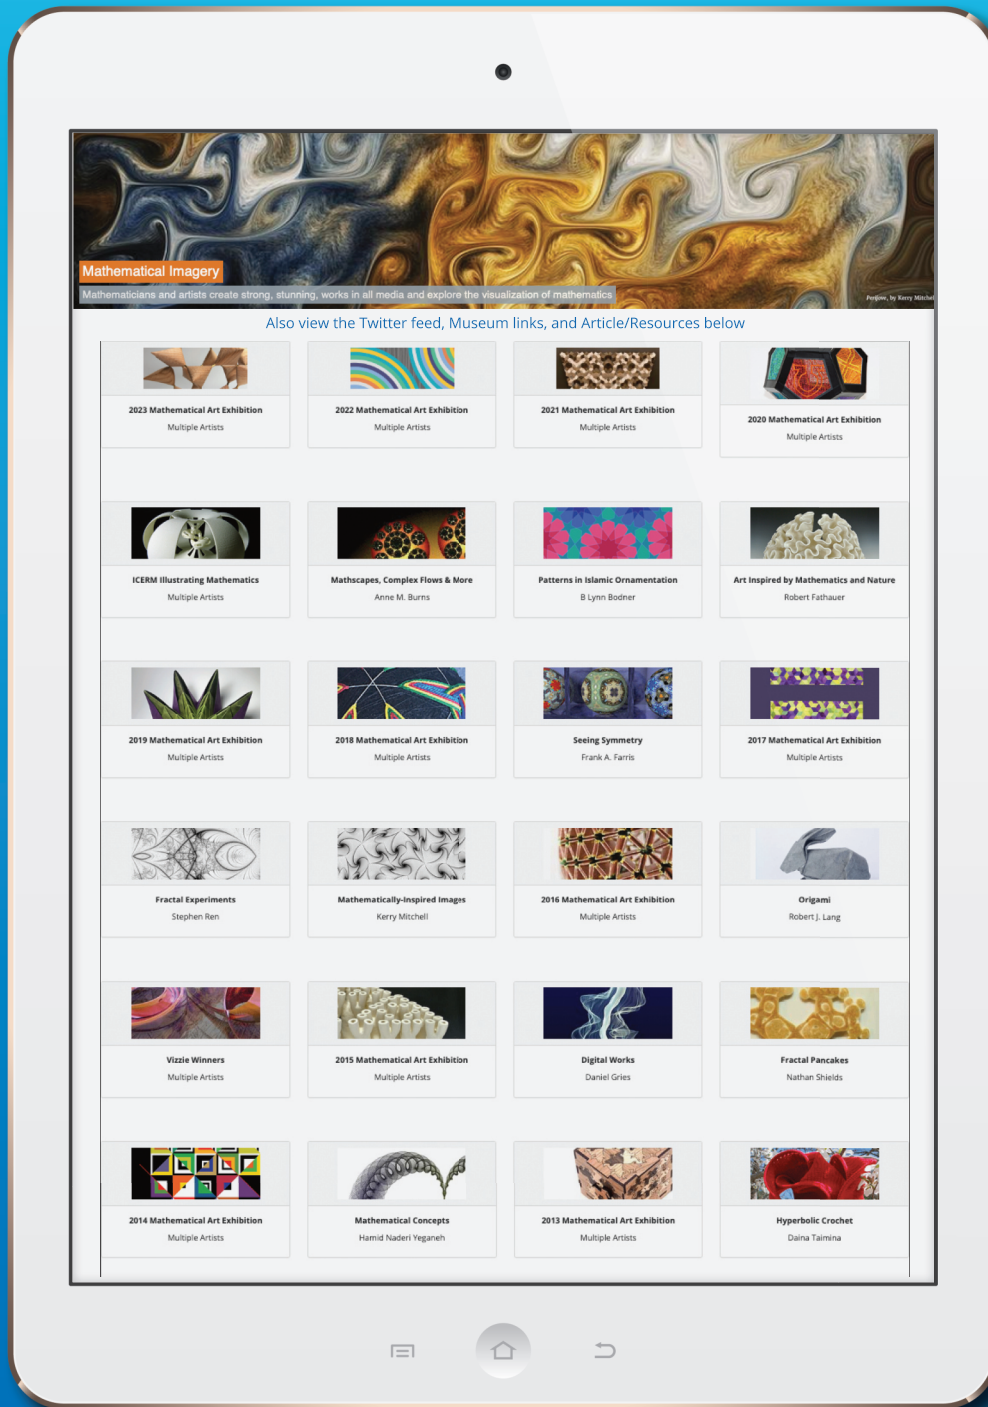 Mathematical Imagery
Mathematicians and artists create strong, stunning, works in all media and explore the visualization of mathematics
Perijove, by Kerry Mitchel
Also view the Twitter feed, Museum links, and Article/Resources below
2023 Mathematical Art Exhibition
Multiple Artists
2022 Mathematical Art Exhibition
Multiple Artists
2021 Mathematical Art Exhibition
Multiple Artists
2020 Mathematical Art Exhibition
Multiple Artists
ICERM Illustrating Mathematics
Multiple Artists
Mathscapes, Complex Flows & More
Anne M. Burns
Patterns in Islamic Ornamentation
B Lynn Bodner
Art Inspired by Mathematics and Nature
Robert Fathauer
2019 Mathematical Art Exhibition
Multiple Artists
2018 Mathematical Art Exhibition
Multiple Artists
Seeing Symmetry
Frank A. Farris
2017 Mathematical Art Exhibition
Multiple Artists
Fractal Experiments
Stephen Ren
Mathematically-Inspired Images
Kerry Mitchell
2016 Mathematical Art Exhibition
Multiple Artists
Origami
Robert J. Lang
Vizzie Winners
Multiple Artists
2015 Mathematical Art Exhibition
Multiple Artists
Digital Works
Daniel Gries
Fractal Pancakes
Nathan Shields
2014 Mathematical Art Exhibition
Multiple Artists
Mathematical Concepts
Hamid Naderi Yeganeh
2013 Mathematical Art Exhibition
Multiple Artists
Hyperbolic Crochet
Daina Taimina